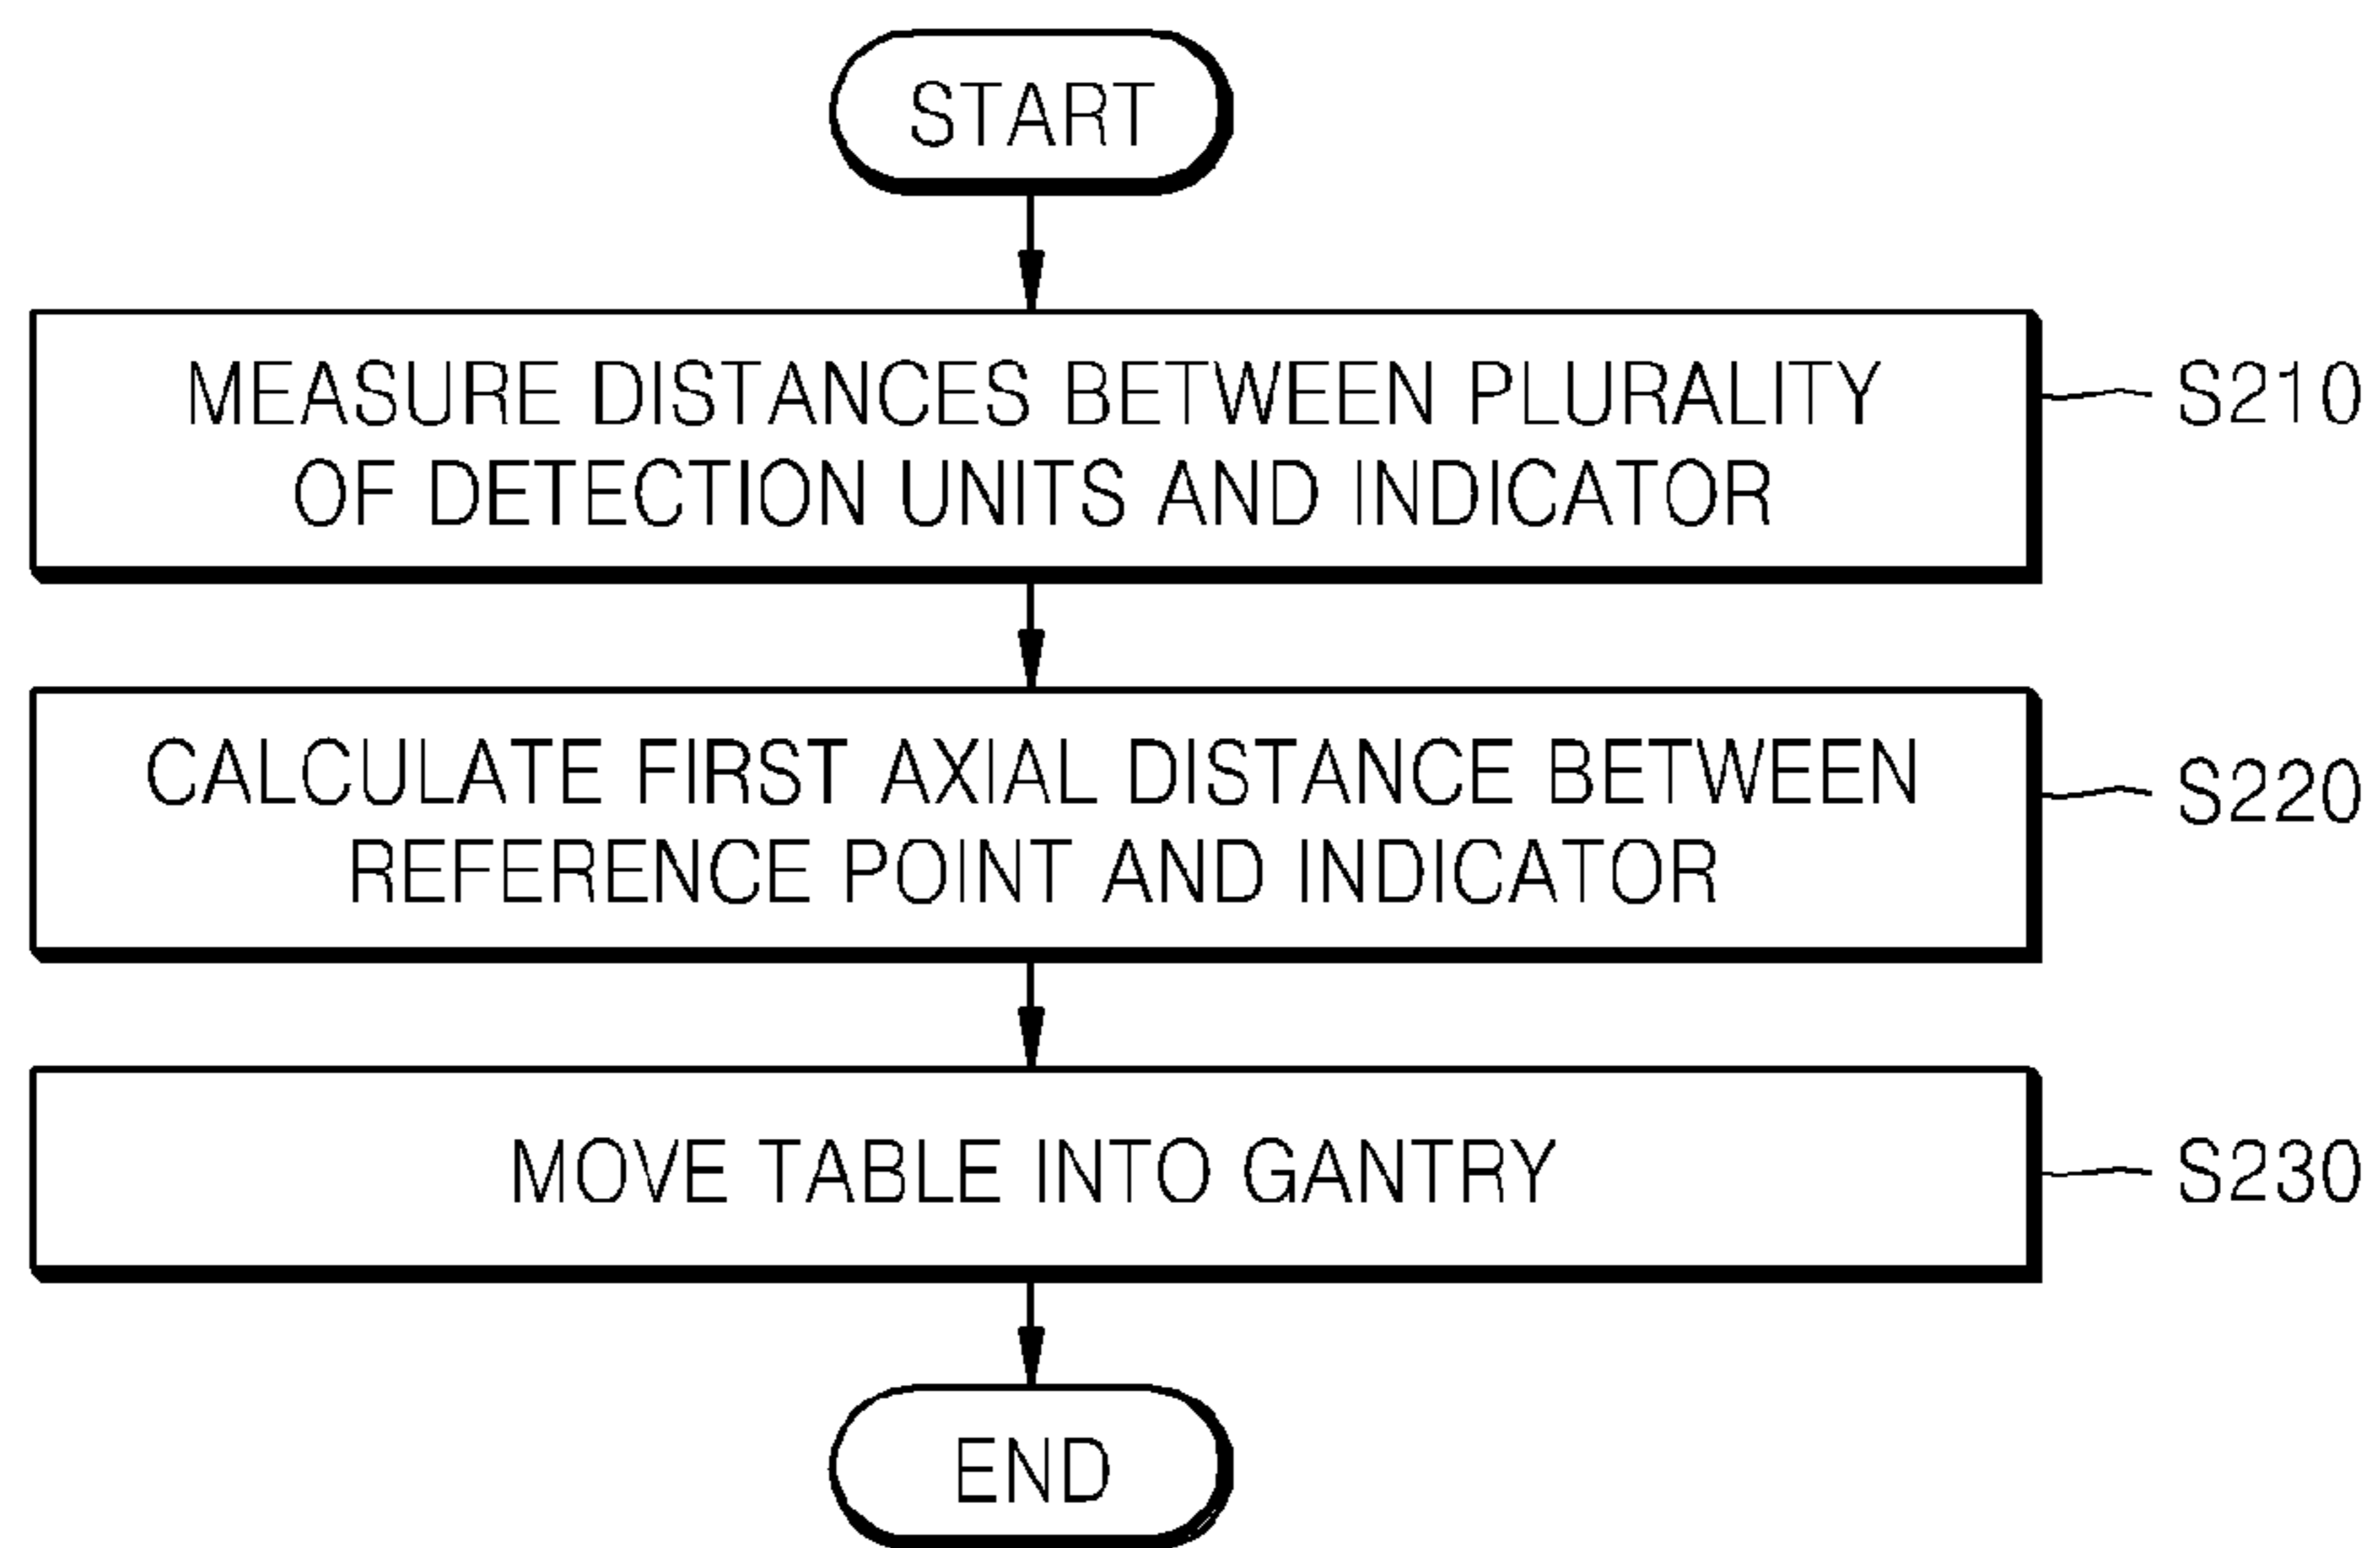 START
MEASURE DISTANCES BETWEEN PLURALITY
OF DETECTION UNITS AND INDICATOR
S210
CALCULATE FIRST AXIAL DISTANCE BETWEEN
REFERENCE POINT AND INDICATOR
S220
MOVE TABLE INTO GANTRY
S230
END